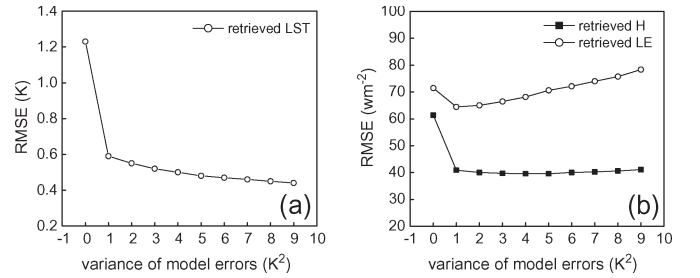 retrieved LST
1.4
1.2
1.0
0.8
0.6
0.4
0.2
RMSE (K)
(a)
-1 0 1 2 3 4 5 6 7 8 9 10
variance of model errors (K²)
retrieved H
retrieved LE
100
90
80
70
60
50
40
30
20
RMSE (wm⁻²)
(b)
-1 0 1 2 3 4 5 6 7 8 9 10
variance of model errors (K²)